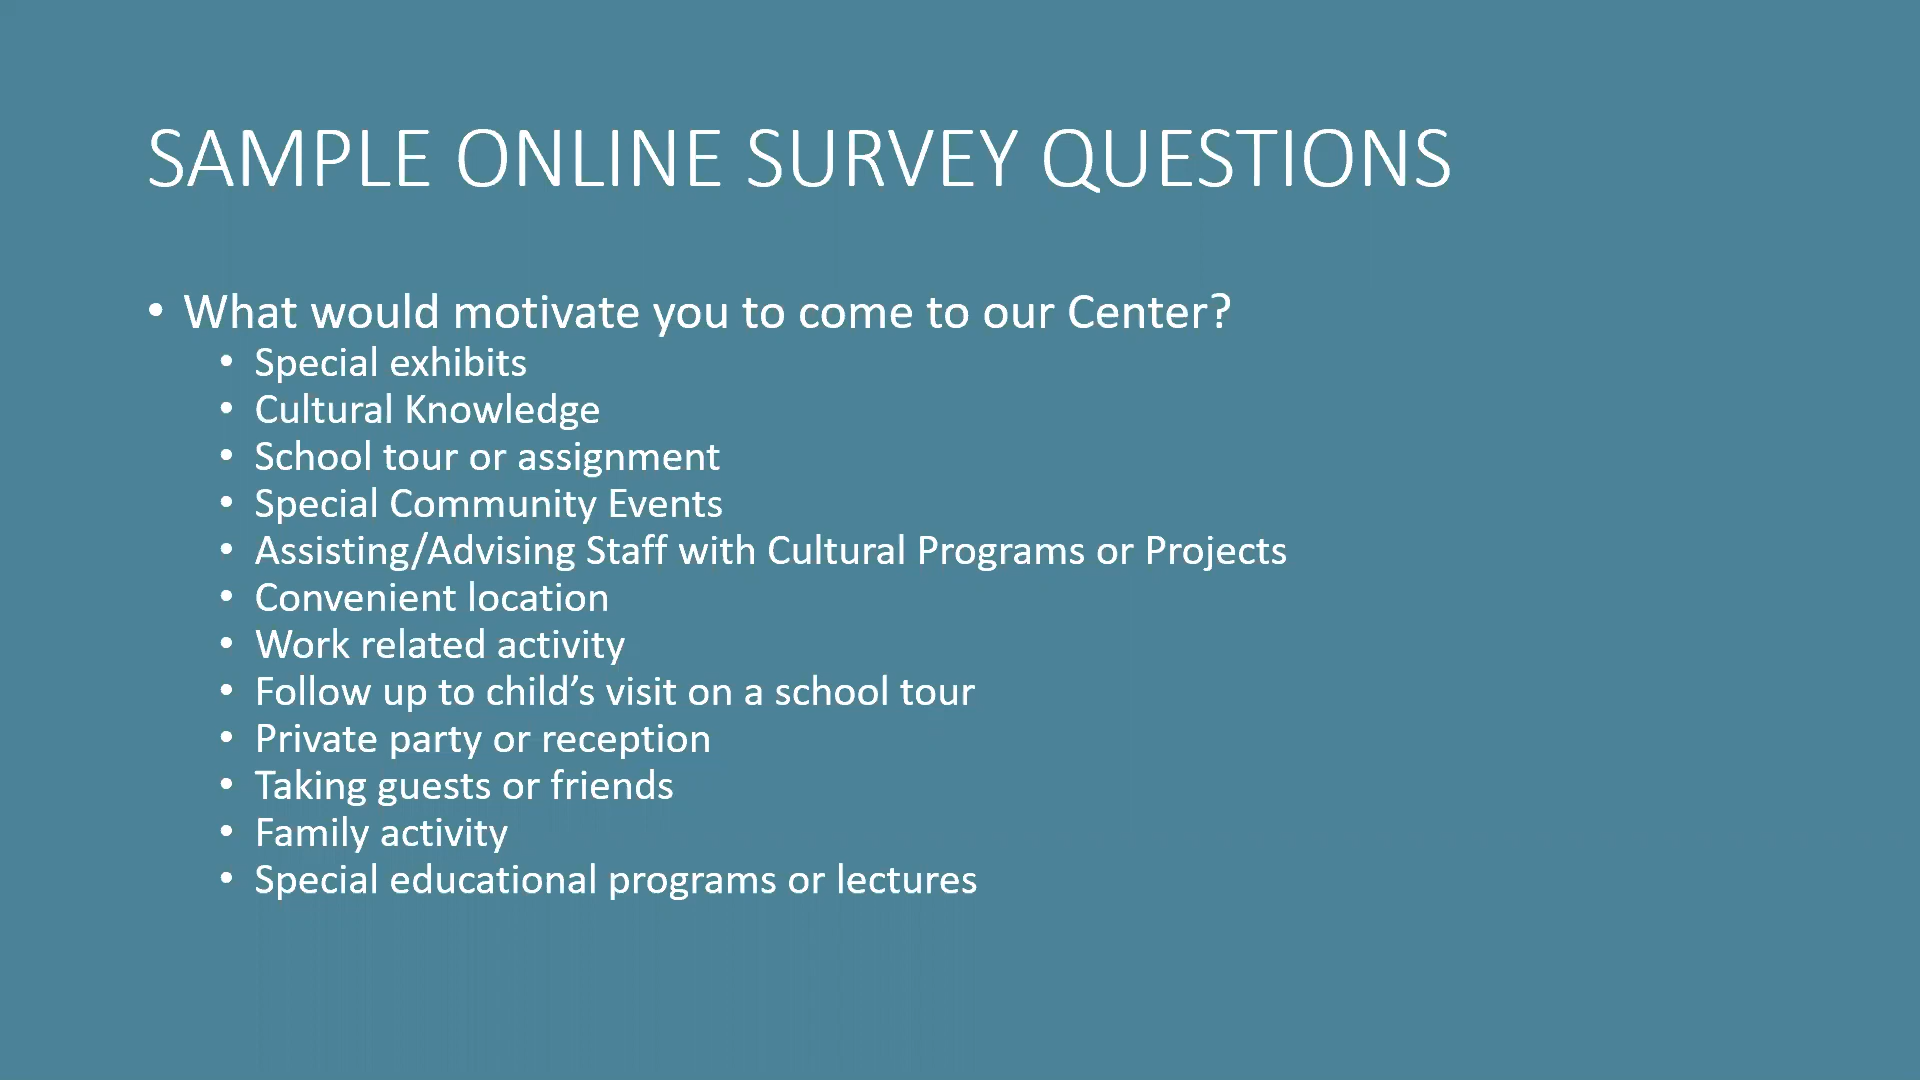 SAMPLE ONLINE SURVEY QUESTIONS
• What would motivate you to come to our Center?
• Special exhibits
• Cultural Knowledge
• School tour or assignment
• Special Community Events
• Assisting/Advising Staff with Cultural Programs or Projects
• Convenient location
• Work related activity
• Follow up to child’s visit on a school tour
• Private party or reception
• Taking guests or friends
• Family activity
• Special educational programs or lectures